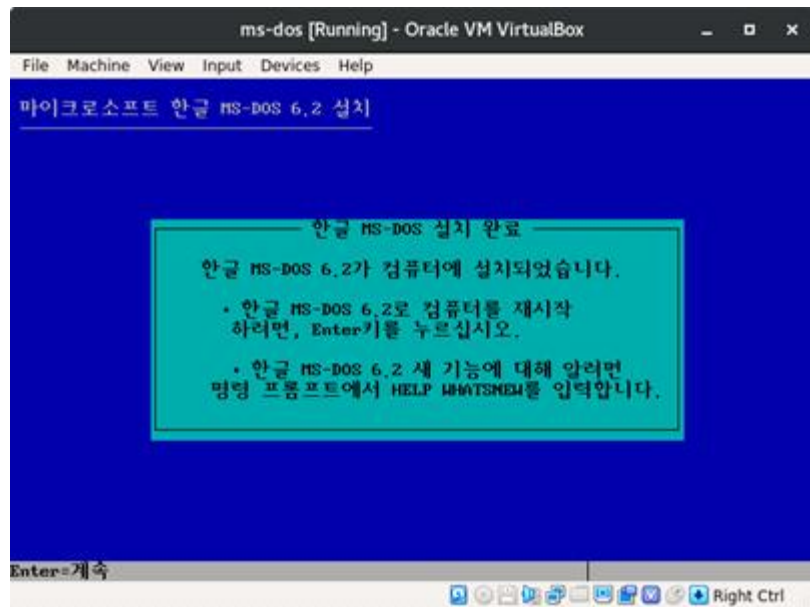 ms-dos [Running] - Oracle VM VirtualBox
File Machine View Input Devices Help
마이크로소프트 한글 MS-DOS 6.2 설치
한글 MS-DOS 설치 완료
한글 MS-DOS 6.2가 컴퓨터에 설치되었습니다.
· 한글 MS-DOS 6.2로 컴퓨터를 재시작
하려면, Enter키를 누르십시오.
· 한글 MS-DOS 6.2 새 기능에 대해 알려면
명령 프롬프트에서 HELP WHATSNEW를 입력합니다.
Enter=계속
Right Ctrl